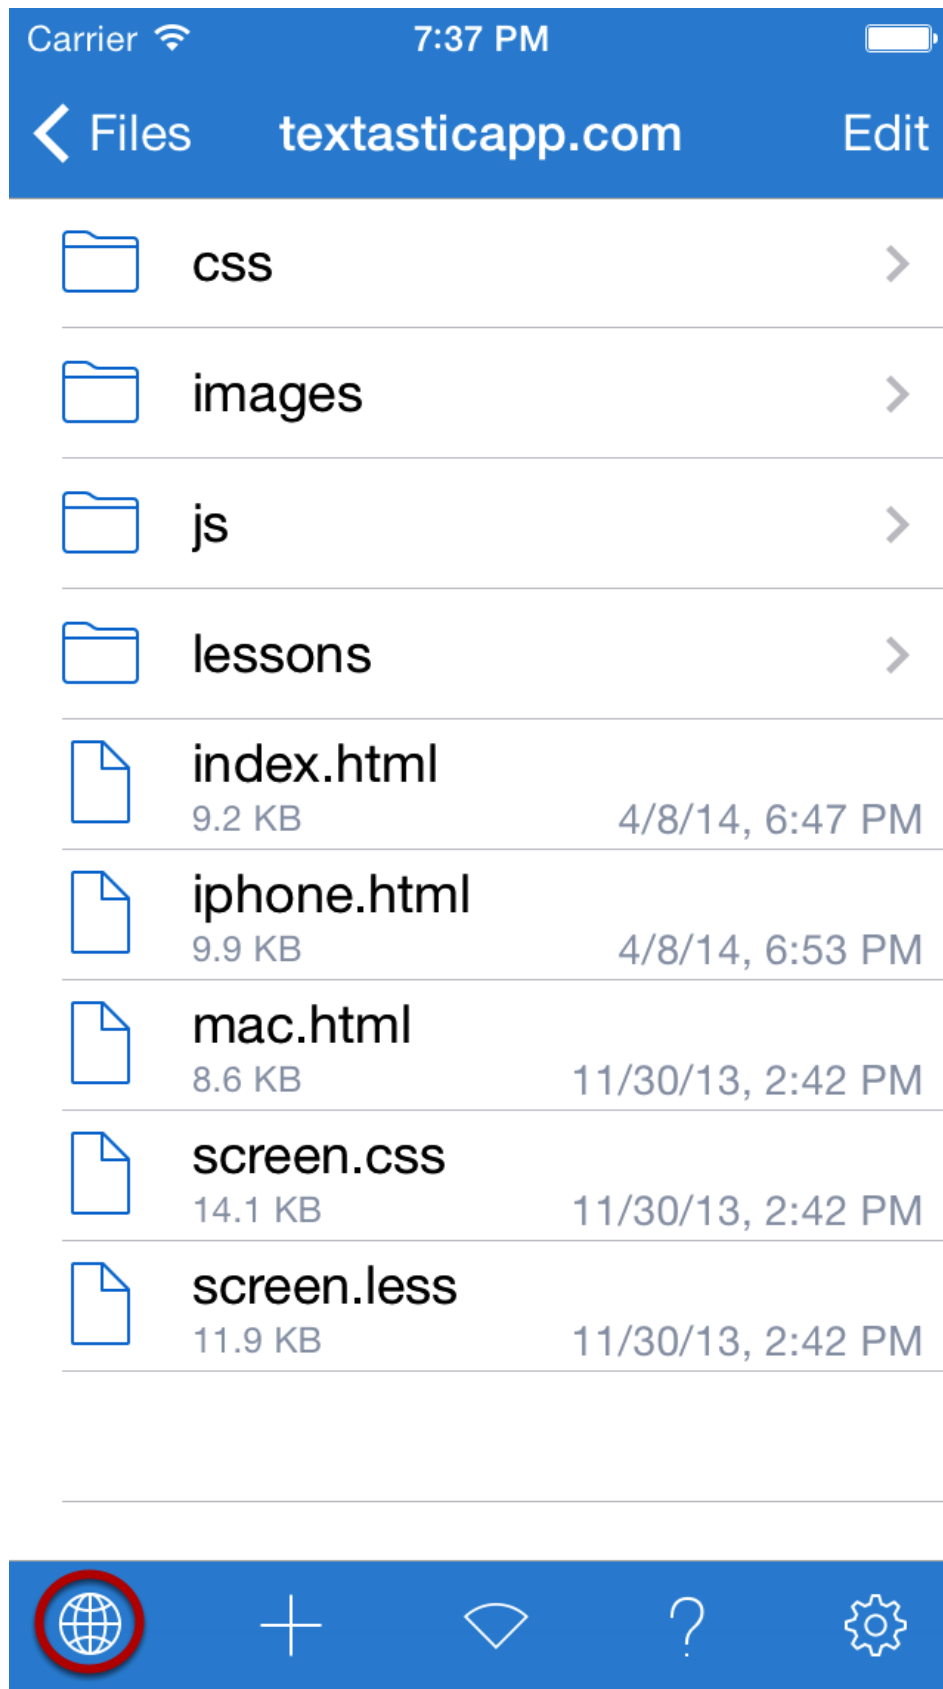 Carrier 7:37 PM
Files textasticapp.com Edit
css
images
js
lessons
index.html
9.2 KB 4/8/14, 6:47 PM
iphone.html
9.9 KB 4/8/14, 6:53 PM
mac.html
8.6 KB 11/30/13, 2:42 PM
screen.css
14.1 KB 11/30/13, 2:42 PM
screen.less
11.9 KB 11/30/13, 2:42 PM
?